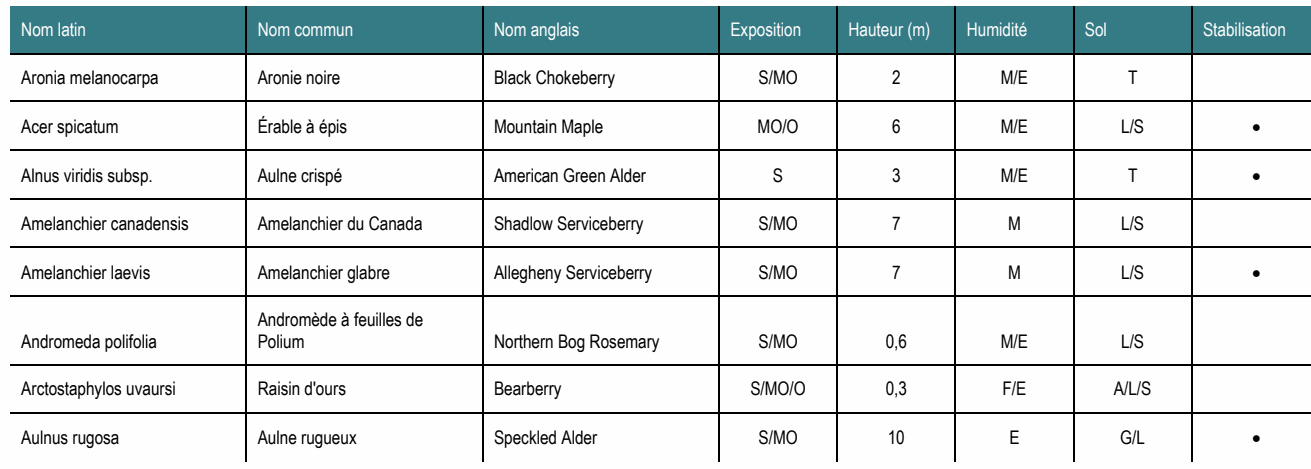 Nom latin Nom commun Nom anglais Exposition Hauteur (m) Humidité Sol Stabilisation
Aronia melanocarpa Aronie noire Black Chokeberry S/MO 2 M/E T
Acer spicatum Érable à épis Mountain Maple MO/O 6 M/E L/S •
Alnus viridis subsp. Aulne crispé American Green Alder S 3 M/E T •
Amelanchier canadensis Amelanchier du Canada Shadlow Serviceberry S/MO 7 M L/S
Amelanchier laevis Amelanchier glabre Allegheny Serviceberry S/MO 7 M L/S •
Andromède à feuilles de
Andromeda polifolia Polium Northern Bog Rosemary S/MO 0,6 M/E L/S
Arctostaphylos uvaursi Raisin d'ours Bearberry S/MO/O 0,3 F/E A/L/S
Aulnus rugosa Aulne rugueux Speckled Alder S/MO 10 E G/L •